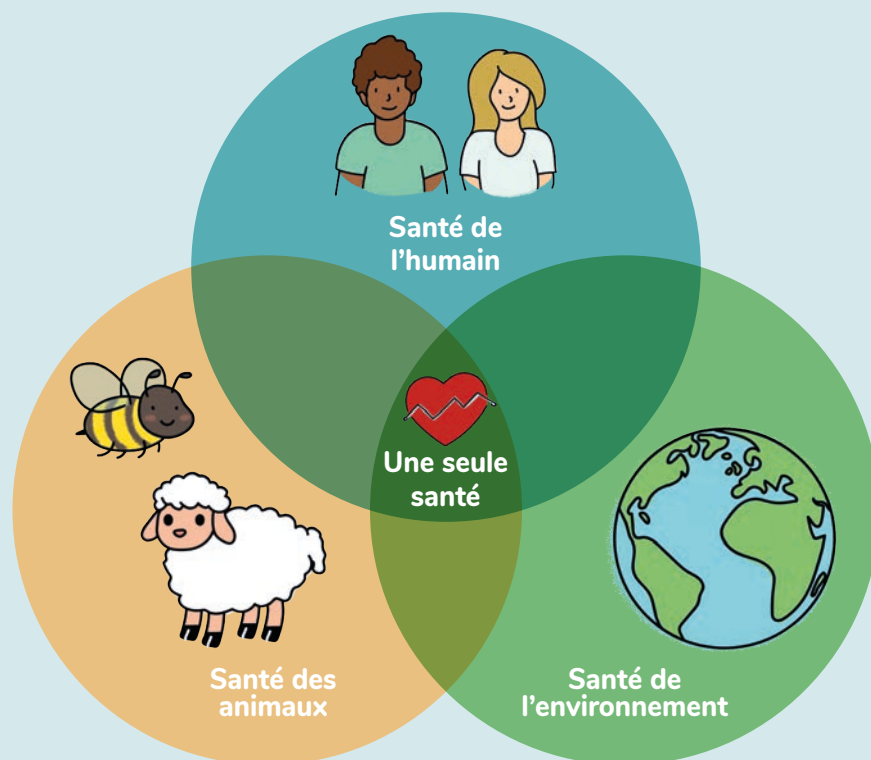 Santé de
l'humain
Une seule
santé
Santé des
animaux
Santé de
l'environnement